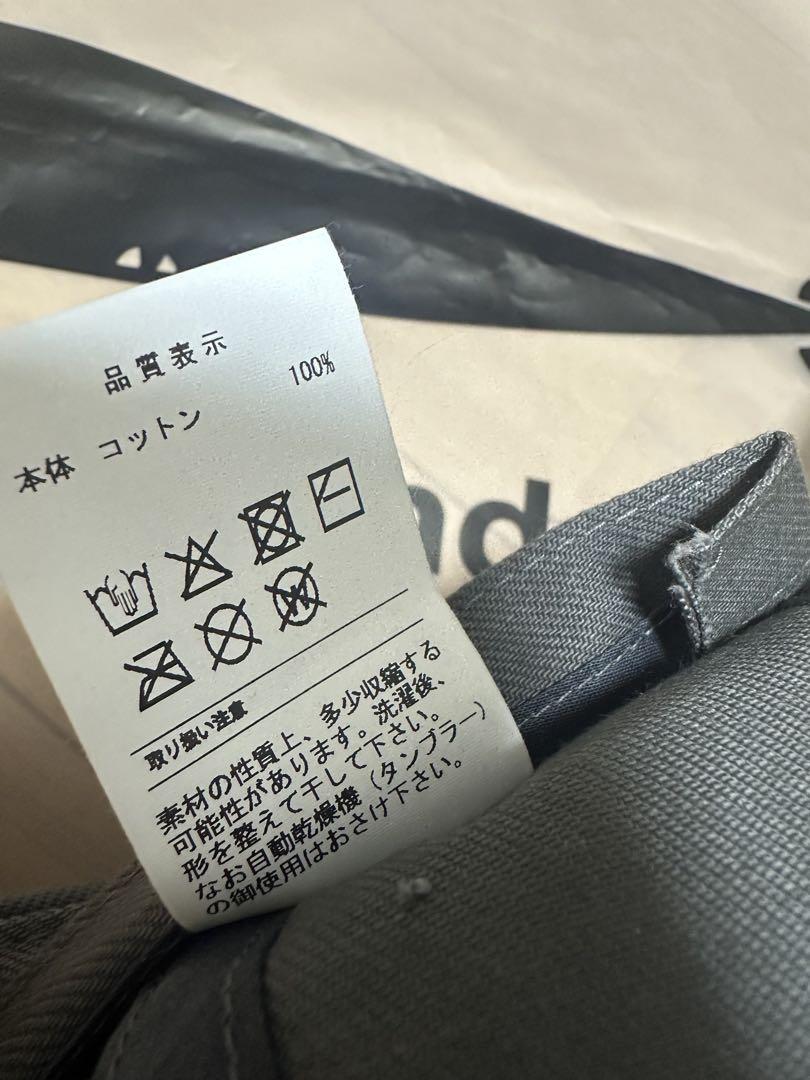 品質表示
本体 コットン 100%
取り扱い注意
素材の性質上、多少収縮する
可能性があります。洗濯後、
形を整えて干して下さい。
なお自動乾燥機（タンブラー）
の御使用はおさけ下さい。
nd